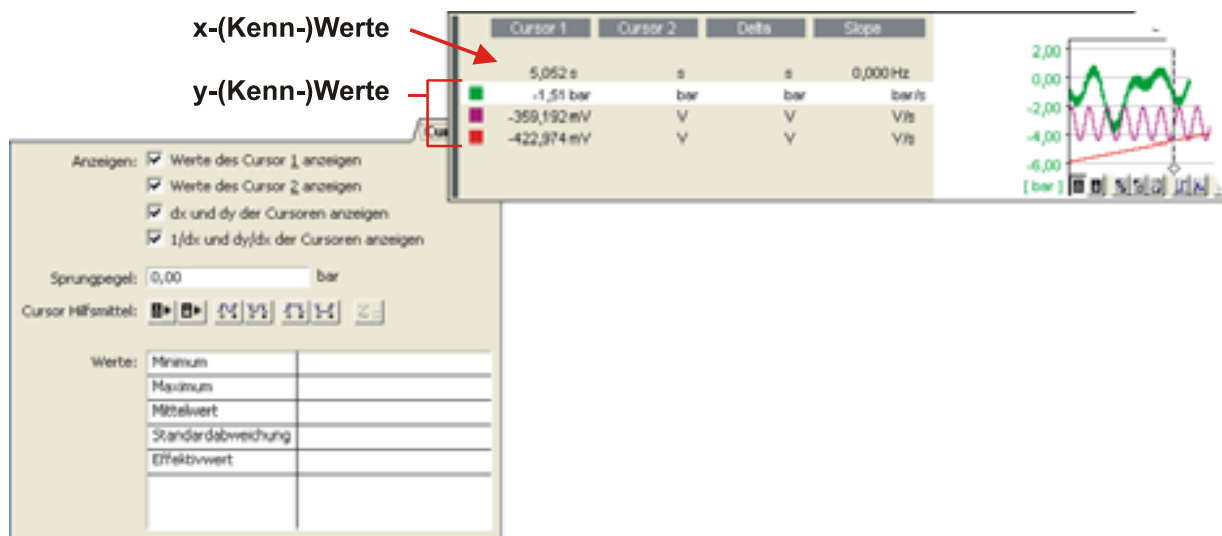 x-(Kenn-)Werte
y-(Kenn-)Werte
Cursor 1 Cursor 2 Delta Slope
5,052 s s s 0,000 Hz
-1,51 bar bar bar bar/s
-359,192 mV V V V/s
-422,974 mV V V V/s
2,00
0,00
-2,00
-4,00
-6,00
[ bar ]
Cur
Anzeigen: Werte des Cursor 1 anzeigen
Werte des Cursor 2 anzeigen
dx und dy der Cursoren anzeigen
1/dx und dy/dx der Cursoren anzeigen
Sprungpegel: 0,00 bar
Cursor Hilfsmittel:
Werte: Minimum
Maximum
Mittelwert
Standardabweichung
Effektivwert